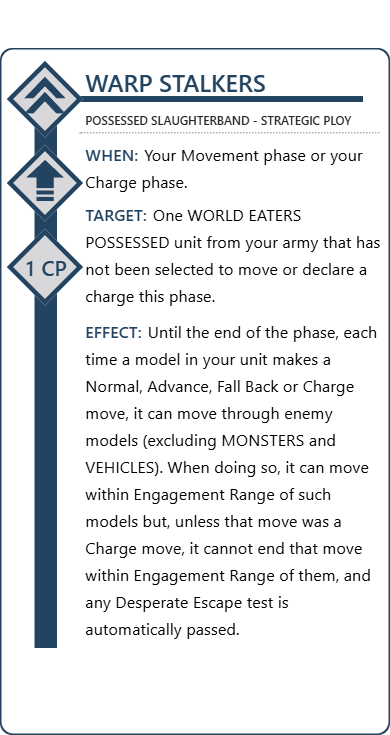 WARP STALKERS
POSSESSED SLAUGHTERBAND - STRATEGIC PLOY
WHEN: Your Movement phase or your
Charge phase.
TARGET: One WORLD EATERS
POSSESSED unit from your army that has
not been selected to move or declare a
charge this phase.
1 CP
EFFECT: Until the end of the phase, each
time a model in your unit makes a
Normal, Advance, Fall Back or Charge
move, it can move through enemy
models (excluding MONSTERS and
VEHICLES). When doing so, it can move
within Engagement Range of such
models but, unless that move was a
Charge move, it cannot end that move
within Engagement Range of them, and
any Desperate Escape test is
automatically passed.